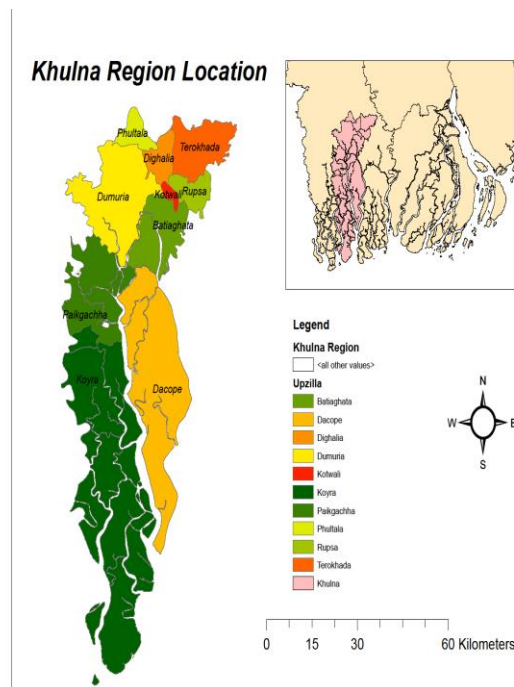 Khulna Region Location
Phultala
Terokhada
Dighalia
Dumuria
Kotwali
Rupsa
Batiaghata
Paikgachha
Koyra
Dacope
Legend
Khulna Region
<all other values>
Upzilla
Batiaghata
Dacope
Dighalia
Dumuria
Kotwali
Koyra
Paikgachha
Phultala
Rupsa
Terokhada
Khulna
N
W E
S
0 15 30 60 Kilometers